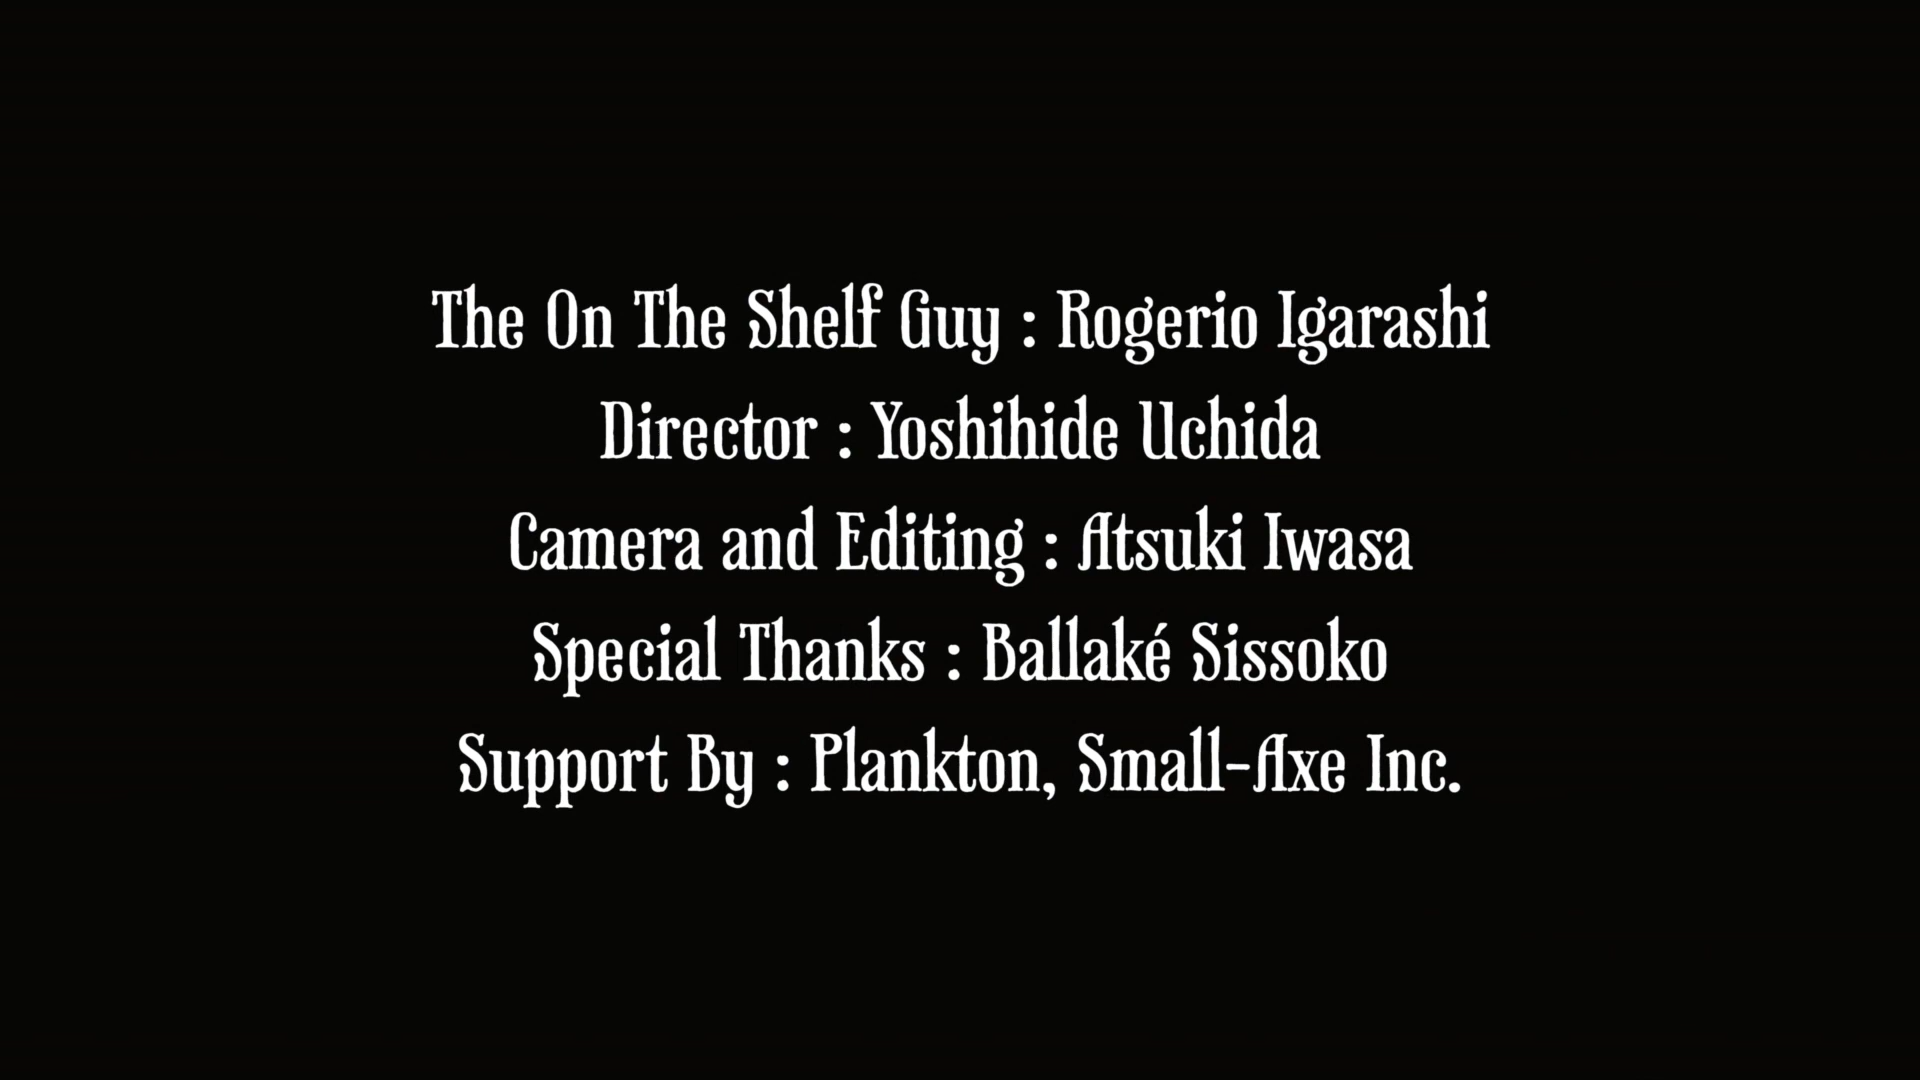 The On The Shelf Guy : Rogerio Igarashi
Director : Yoshihide Uchida
Camera and Editing : Atsuki Iwasa
Special Thanks : Ballaké Sissoko
Support By : Plankton, Small-Axe Inc.